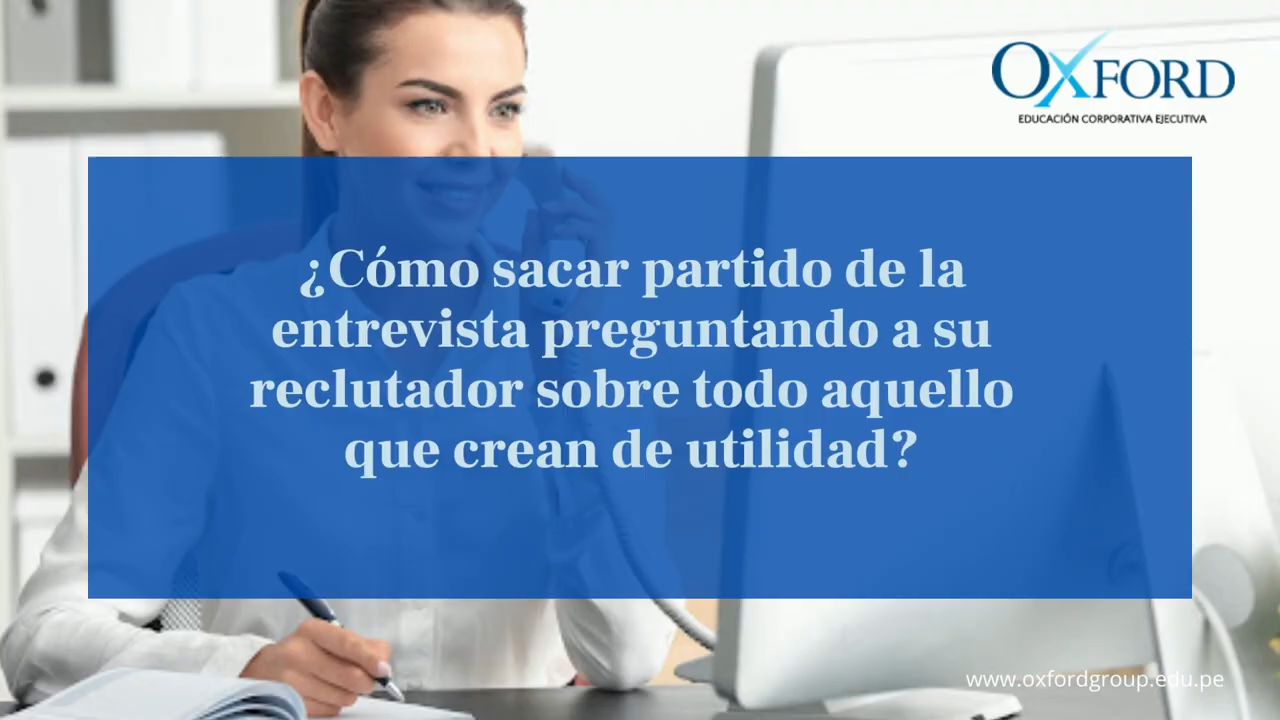 OXFORD
EDUCACIÓN CORPORATIVA EJECUTIVA
¿Cómo sacar partido de la
entrevista preguntando a su
reclutador sobre todo aquello
que crean de utilidad?
www.oxfordgroup.edu.pe